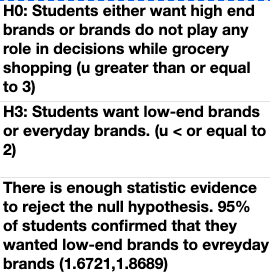 H0: Students either want high end
brands or brands do not play any
role in decisions while grocery
shopping (u greater than or equal
to 3)
H3: Students want low-end brands
or everyday brands. (u < or equal to
2)
There is enough statistic evidence
to reject the null hypothesis. 95%
of students confirmed that they
wanted low-end brands to evreyday
brands (1.6721,1.8689)